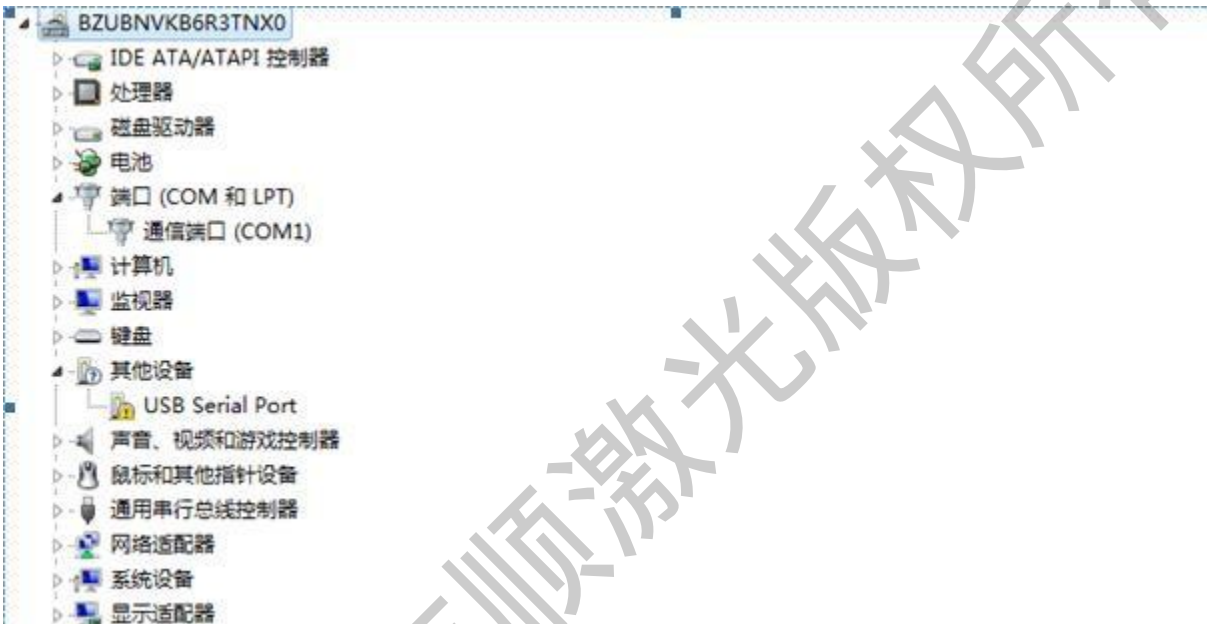 BZUBNVKB6R3TNX0
IDE ATA/ATAPI 控制器
处理器
磁盘驱动器
电池
端口 (COM 和 LPT)
通信端口 (COM1)
计算机
监视器
键盘
其他设备
USB Serial Port
声音、视频和游戏控制器
鼠标和其他指针设备
通用串行总线控制器
网络适配器
系统设备
显示适配器
顺激光版权所